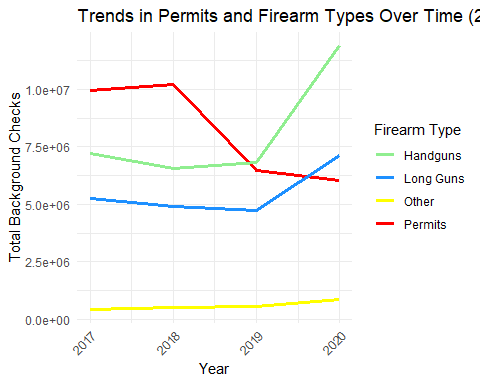 Trends in Permits and Firearm Types Over Time (2
Total Background Checks
1.0e+07
7.5e+06
5.0e+06
2.5e+06
0.0e+00
2017
2018
2019
2020
Year
Firearm Type
Handguns
Long Guns
Other
Permits